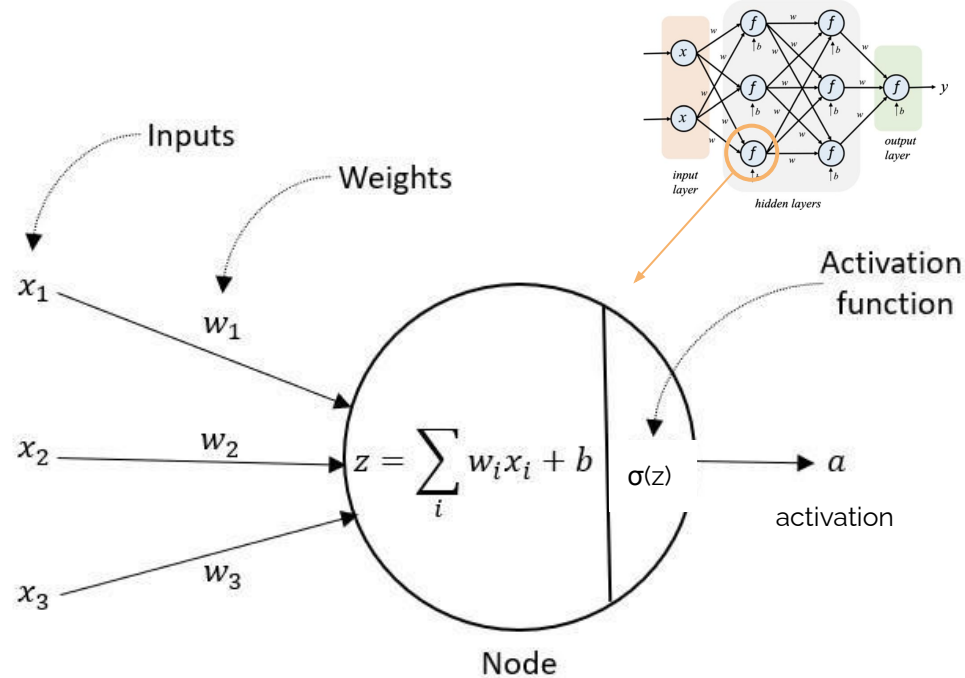 w
w
f
f
x
b
b
w
w
w
w
w
f
f
f
y
w
w
x
b
b
b
w
w
w
w
w
f
f
w
b
b
input
layer
hidden layers
output
layer
Inputs
Weights
Activation
function
x₁
w₁
x₂
w₂
z = ∑ wᵢxᵢ + b
i
σ(z)
a
activation
x₃
w₃
Node